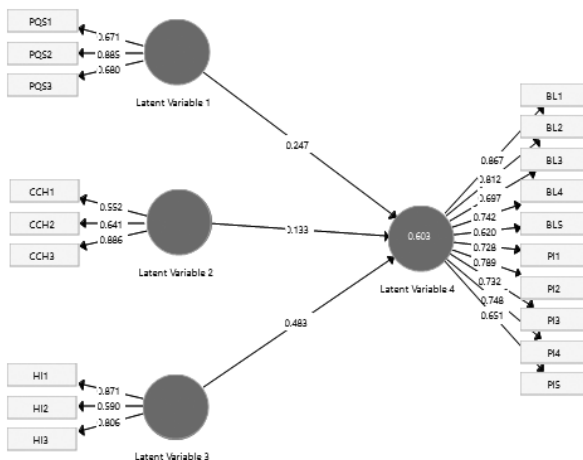 PQS1
PQS2
PQS3
0.671
0.885
0.680
Latent Variable 1
0.247
CCH1
CCH2
CCH3
0.552
0.641
0.886
Latent Variable 2
0.133
HI1
HI2
HI3
0.871
0.590
0.806
Latent Variable 3
0.483
0.603
Latent Variable 4
0.867
0.812
0.697
0.742
0.620
0.728
0.789
0.732
0.748
0.651
BL1
BL2
BL3
BL4
BL5
PI1
PI2
PI3
PI4
PI5